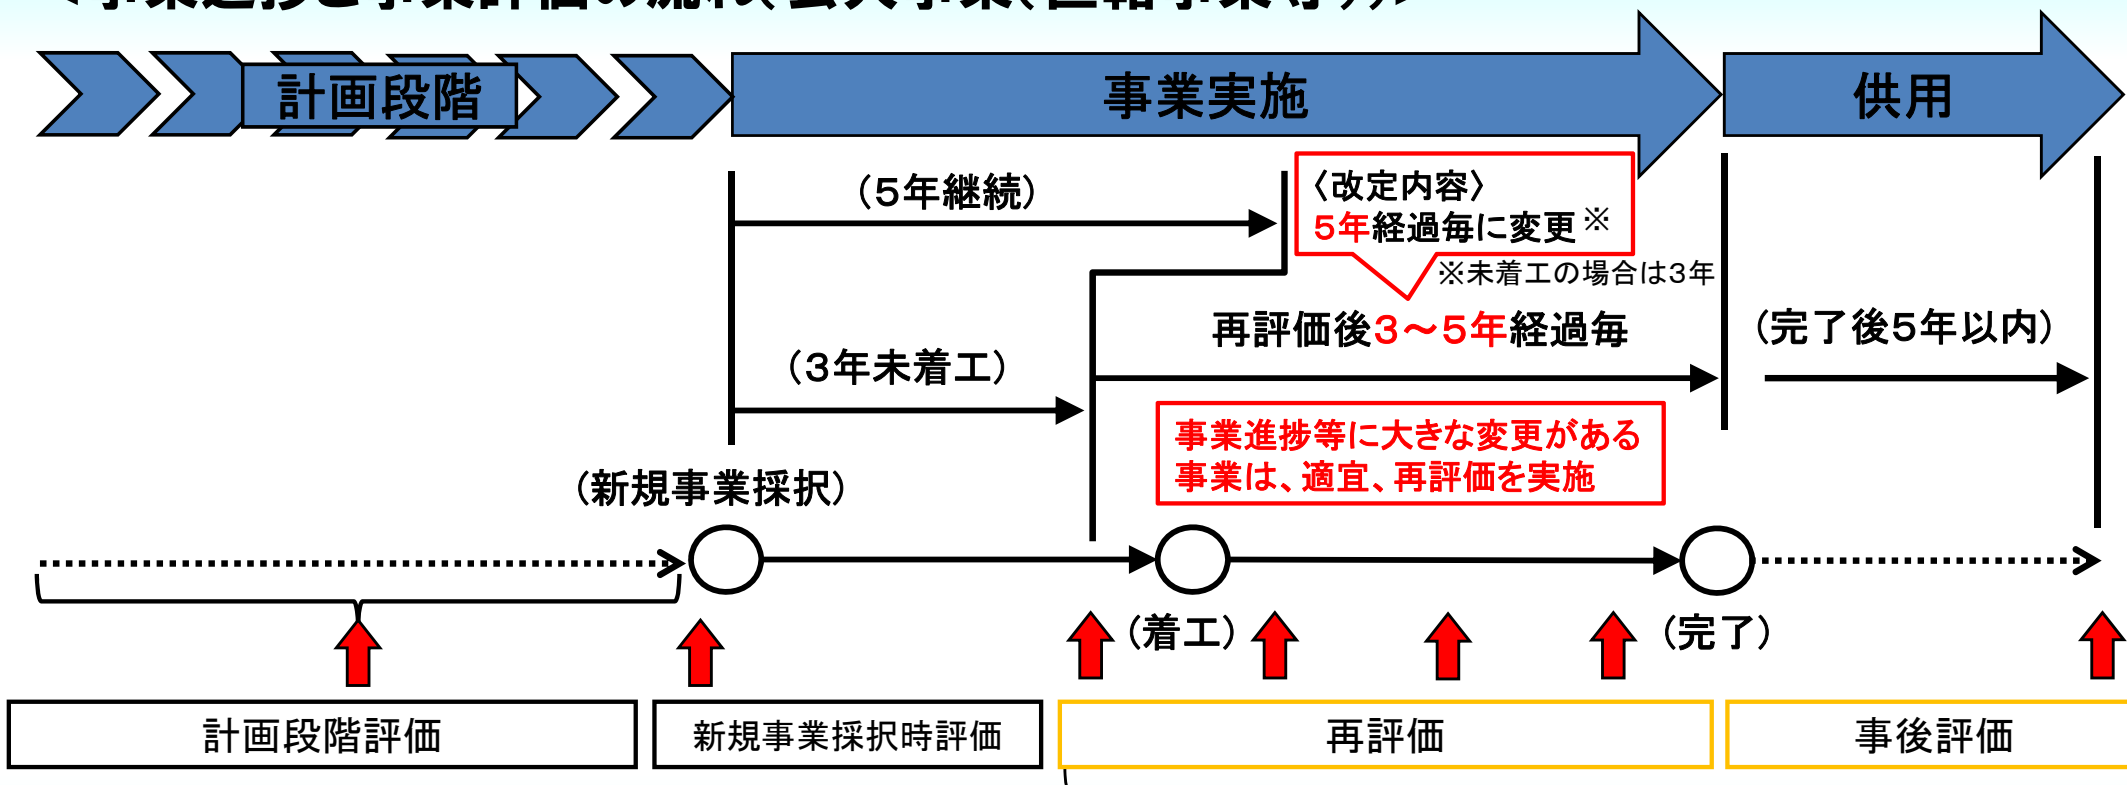 計画段階
事業実施
供用
(5年継続)
〈改定内容〉
5年経過毎に変更※
※未着工の場合は3年
再評価後3～5年経過毎
(完了後5年以内)
(3年未着工)
事業進捗等に大きな変更がある
事業は、適宜、再評価を実施
(新規事業採択)
(着工)
(完了)
計画段階評価
新規事業採択時評価
再評価
事後評価